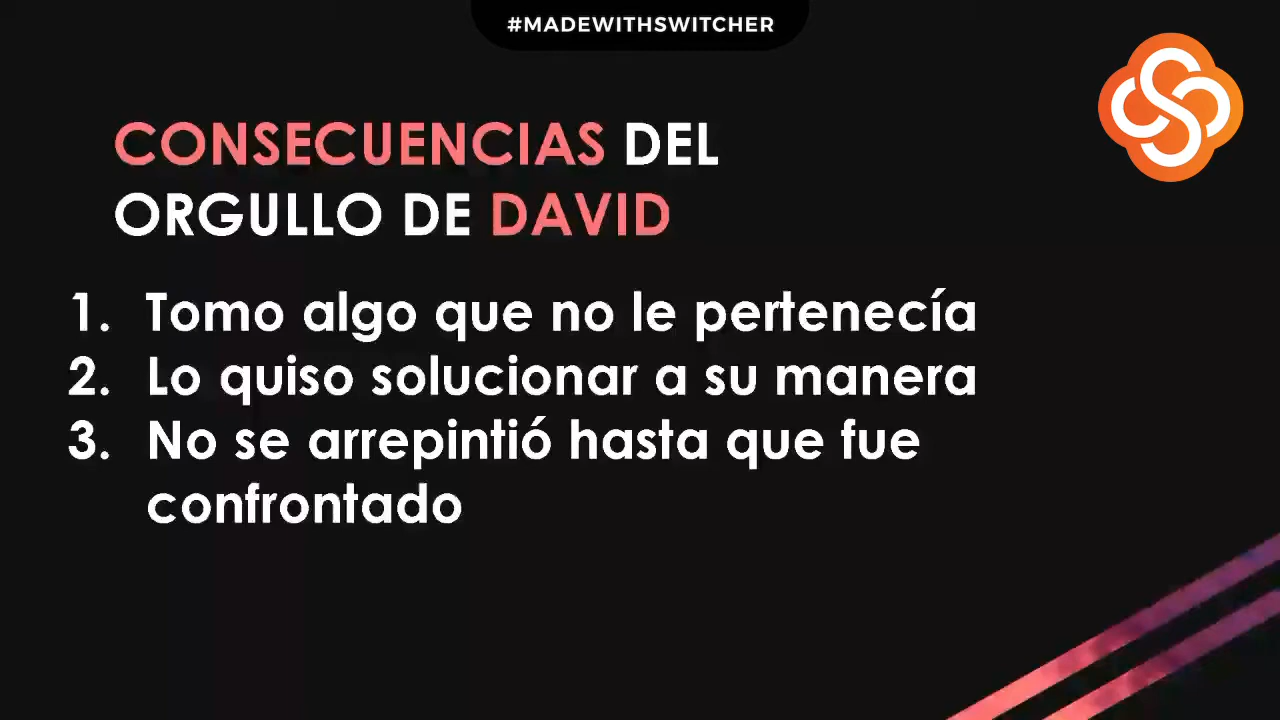 #MADEWITHSWITCHER
CONSECUENCIAS DEL
ORGULLO DE DAVID
1. Tomo algo que no le pertenecía
2. Lo quiso solucionar a su manera
3. No se arrepintió hasta que fue
confrontado